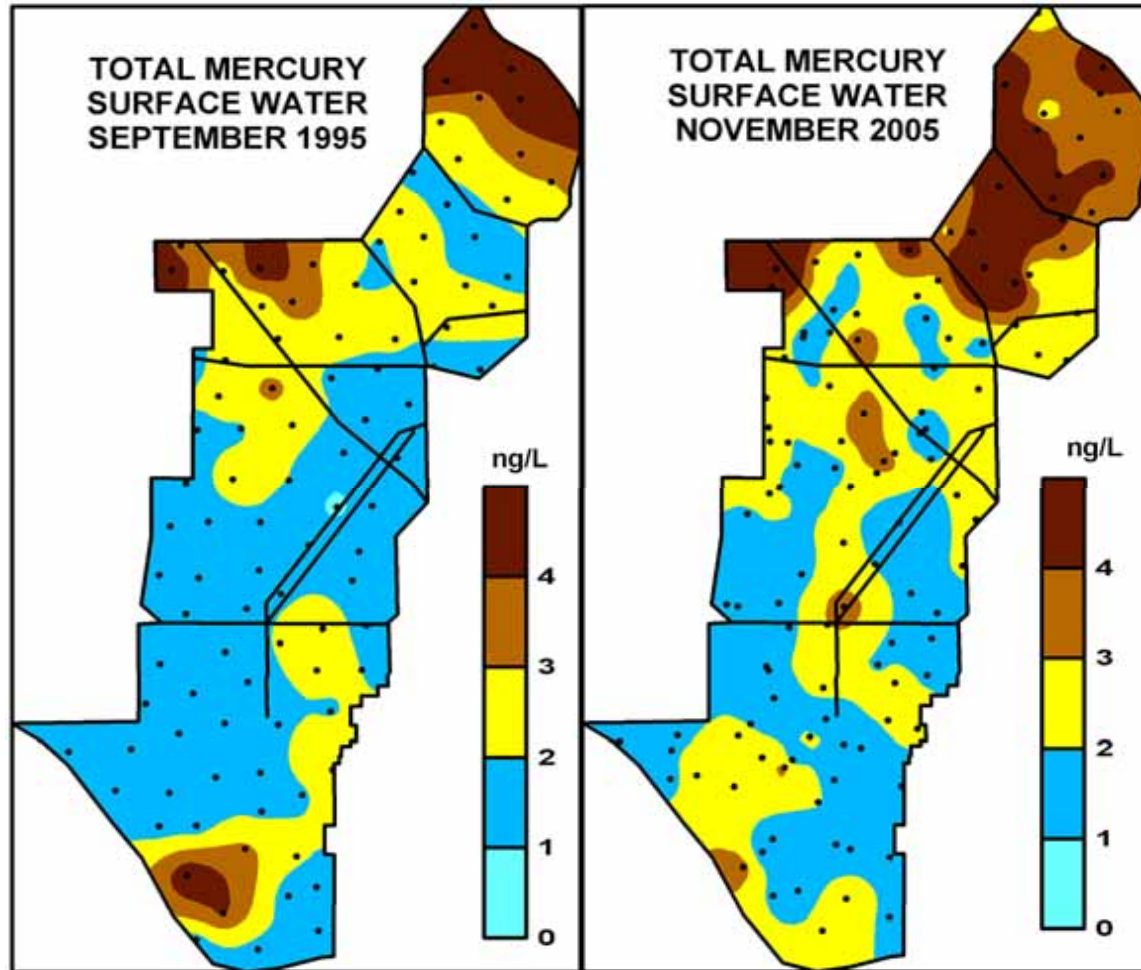 TOTAL MERCURY
SURFACE WATER
SEPTEMBER 1995
ng/L
4
3
2
1
0
TOTAL MERCURY
SURFACE WATER
NOVEMBER 2005
ng/L
4
3
2
1
0